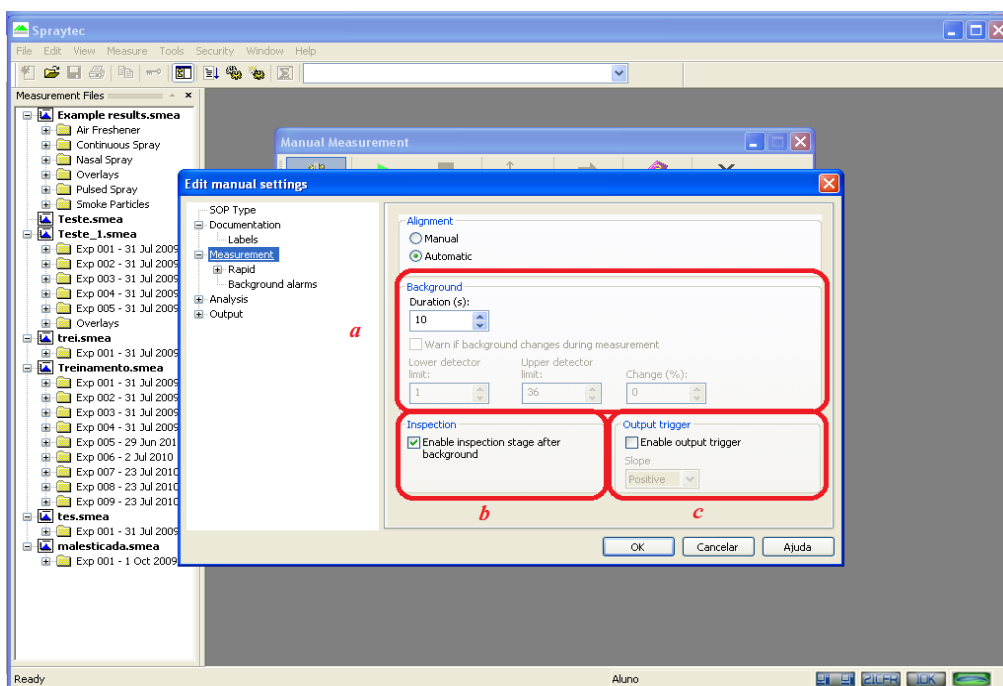 Spraytec
File Edit View Measure Tools Security Window Help
Measurement Files
Example results.smea
Air Freshener
Continuous Spray
Nasal Spray
Overlays
Pulsed Spray
Smoke Particles
Teste.smea
Teste_1.smea
Exp 001 - 31 Jul 2009
Exp 002 - 31 Jul 2009
Exp 003 - 31 Jul 2009
Exp 004 - 31 Jul 2009
Exp 005 - 31 Jul 2009
Overlays
trei.smea
Exp 001 - 31 Jul 2009
Treinamento.smea
Exp 001 - 31 Jul 2009
Exp 002 - 31 Jul 2009
Exp 003 - 31 Jul 2009
Exp 004 - 31 Jul 2009
Exp 005 - 29 Jun 201
Exp 006 - 2 Jul 2010
Exp 007 - 23 Jul 2010
Exp 008 - 23 Jul 2010
Exp 009 - 23 Jul 2010
tes.smea
Exp 001 - 31 Jul 2009
malesticada.smea
Exp 001 - 1 Oct 2009
Manual Measurement
Edit manual settings
SOP Type
Documentation
Labels
Measurement
Rapid
Background alarms
Analysis
Output
Alignment
Manual
Automatic
a
Background
Duration (s):
10
Warn if background changes during measurement
Lower detector limit:
Upper detector limit:
Change (%):
1
36
0
Inspection
Enable inspection stage after
background
b
Output trigger
Enable output trigger
Slope
Positive
c
OK
Cancelar
Ajuda
Ready
Aluno
21CFR
10K